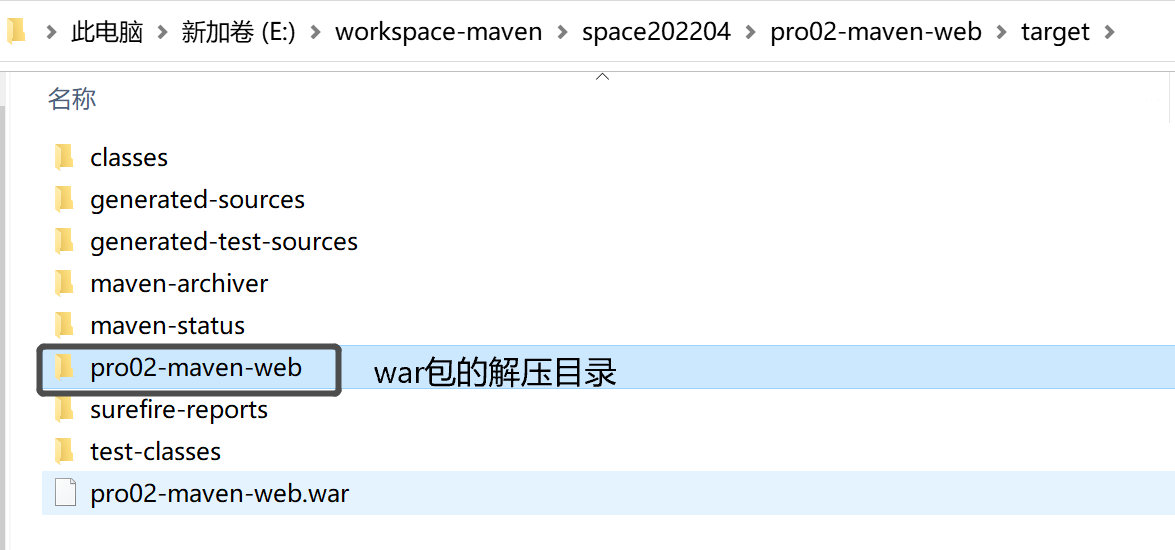 此电脑 > 新加卷 (E:) > workspace-maven > space202204 > pro02-maven-web > target >
名称
classes
generated-sources
generated-test-sources
maven-archiver
maven-status
pro02-maven-web war包的解压目录
surefire-reports
test-classes
pro02-maven-web.war